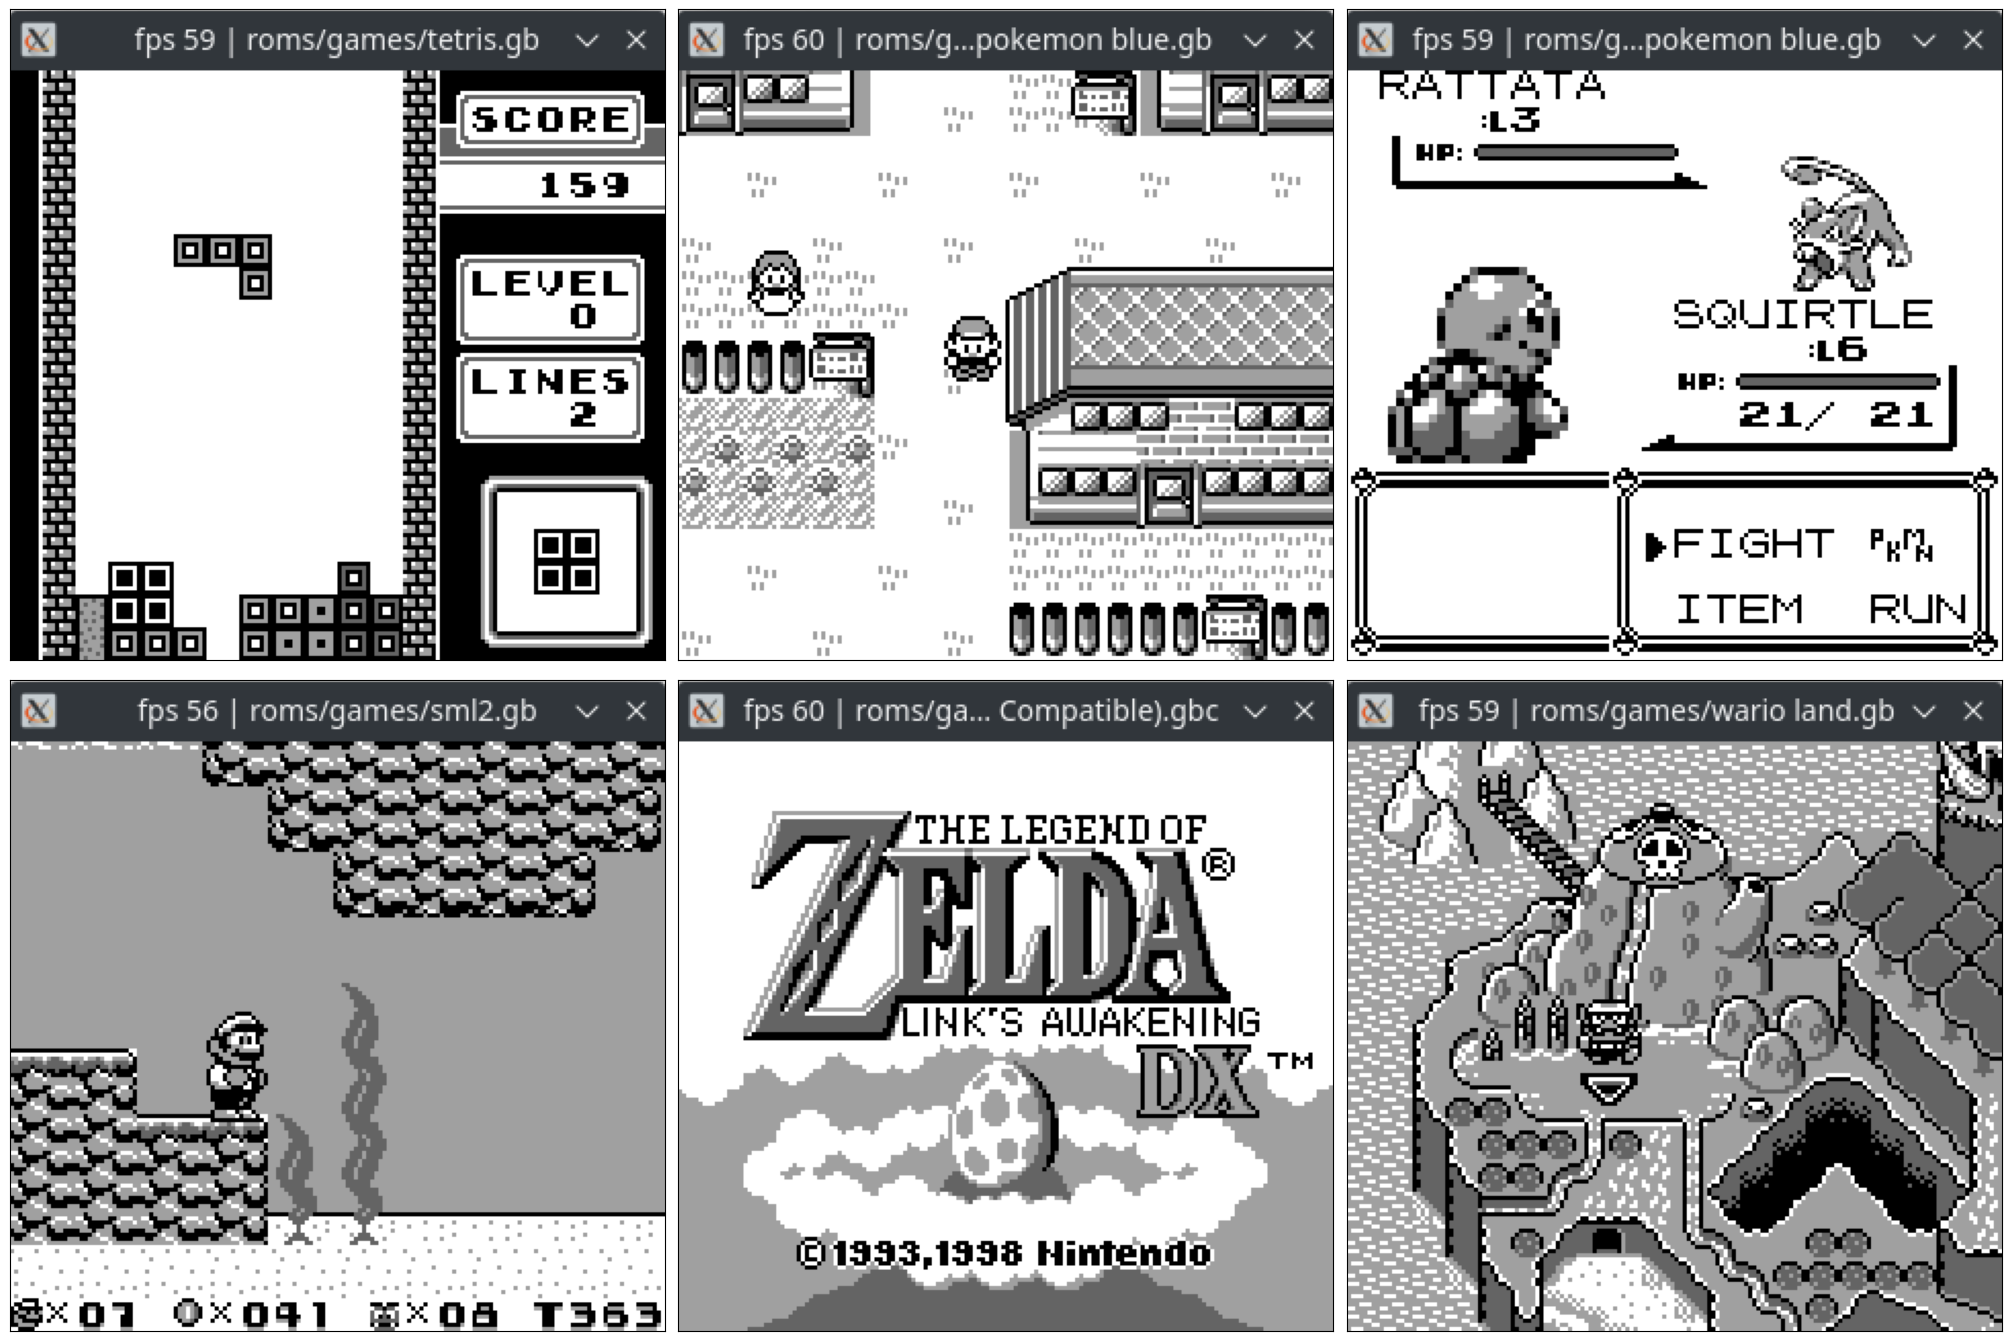 fps 59 | roms/games/tetris.gb
SCORE
159
LEVEL
0
LINES
2
fps 60 | roms/g...pokemon blue.gb
fps 59 | roms/g...pokemon blue.gb
RATTATA
:L3
HP:
SQUIRTLE
:L6
HP:
21/ 21
FIGHT PKMN
ITEM RUN
fps 56 | roms/games/sml2.gb
×07 ×041 ×08 T363
fps 60 | roms/ga... Compatible).gbc
THE LEGEND OF
ZELDA®
LINK'S AWAKENING
DX™
©1993,1998 Nintendo
fps 59 | roms/games/wario land.gb